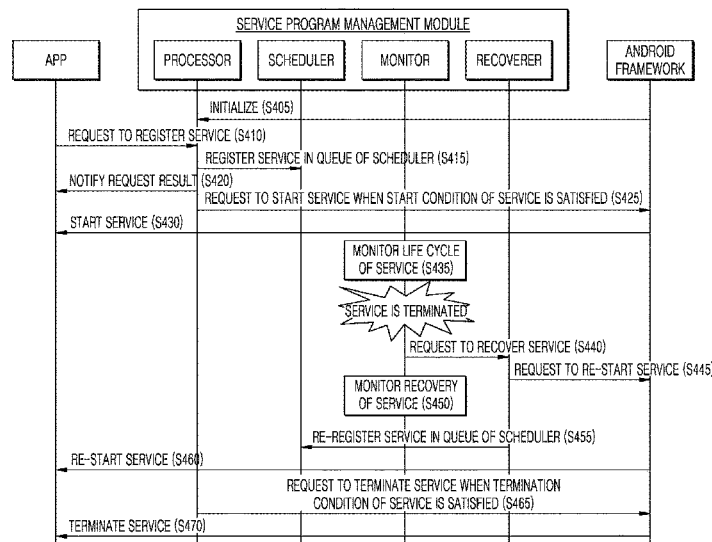 SERVICE PROGRAM MANAGEMENT MODULE
APP
PROCESSOR
SCHEDULER
MONITOR
RECOVERER
ANDROID
FRAMEWORK
INITIALIZE (S405)
REQUEST TO REGISTER SERVICE (S410)
REGISTER SERVICE IN QUEUE OF SCHEDULER (S415)
NOTIFY REQUEST RESULT (S420)
REQUEST TO START SERVICE WHEN START CONDITION OF SERVICE IS SATISFIED (S425)
START SERVICE (S430)
MONITOR LIFE CYCLE
OF SERVICE (S435)
SERVICE IS TERMINATED
REQUEST TO RECOVER SERVICE (S440)
REQUEST TO RE-START SERVICE (S445)
MONITOR RECOVERY
OF SERVICE (S450)
RE-REGISTER SERVICE IN QUEUE OF SCHEDULER (S455)
RE-START SERVICE (S460)
REQUEST TO TERMINATE SERVICE WHEN TERMINATION
CONDITION OF SERVICE IS SATISFIED (S465)
TERMINATE SERVICE (S470)